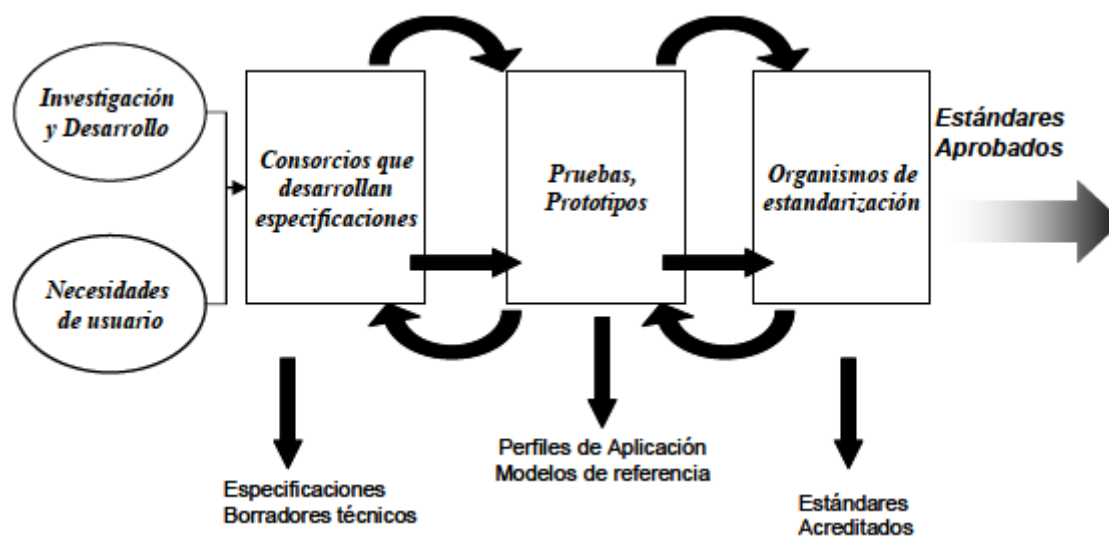 Investigación
y Desarrollo
Necesidades
de usuario
Consorcios que
desarrollan
especificaciones
Pruebas,
Prototipos
Organismos de
estandarización
Estándares
Aprobados
Especificaciones
Borradores técnicos
Perfiles de Aplicación
Modelos de referencia
Estándares
Acreditados